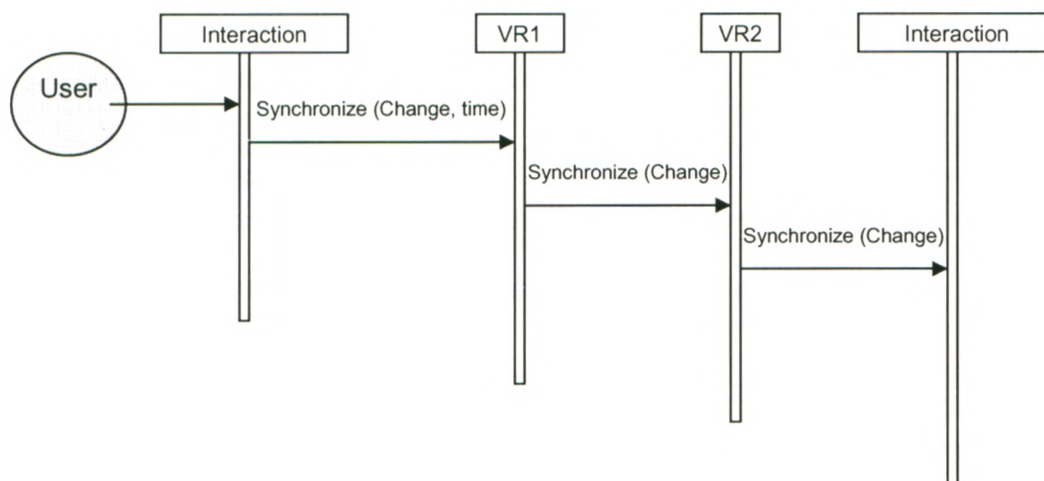 Interaction
VR1
VR2
Interaction
User
Synchronize (Change, time)
Synchronize (Change)
Synchronize (Change)